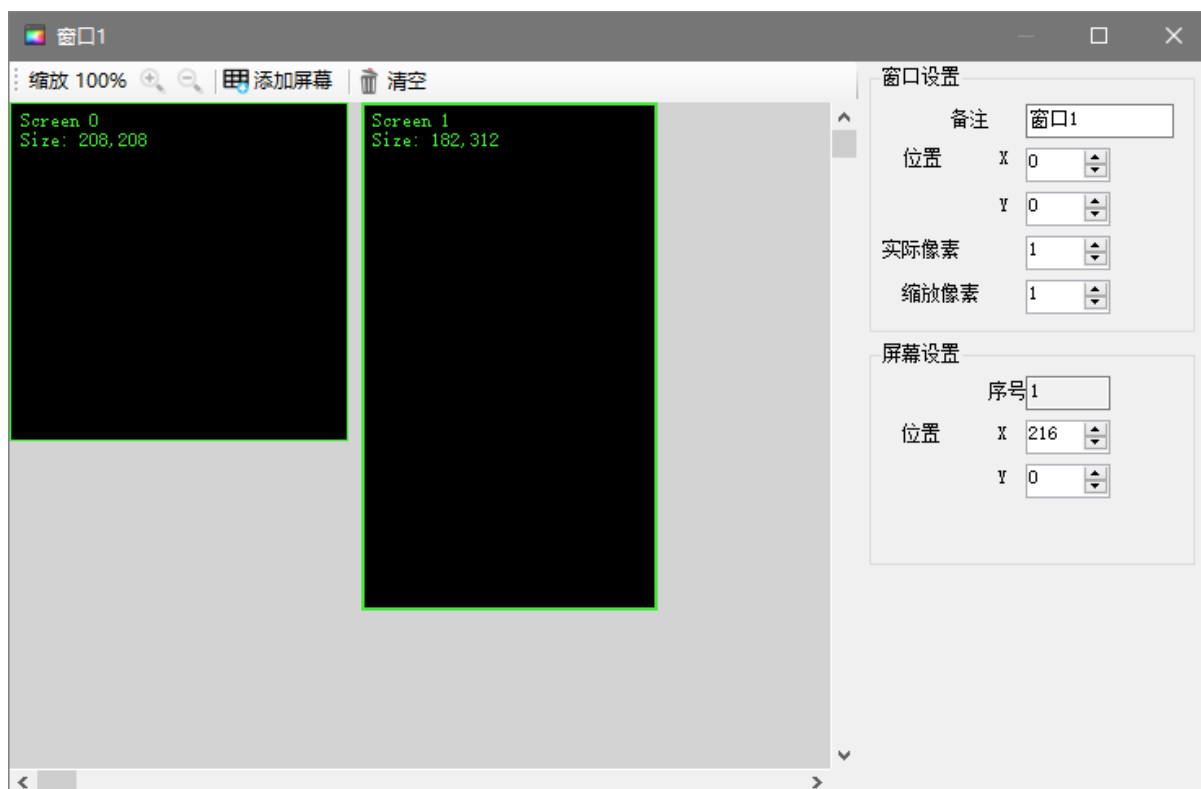 窗口1
缩放 100% 添加屏幕 清空
Screen 0
Size: 208,208
Screen 1
Size: 182,312
窗口设置
备注 窗口1
位置 X 0
Y 0
实际像素 1
缩放像素 1
屏幕设置
序号 1
位置 X 216
Y 0